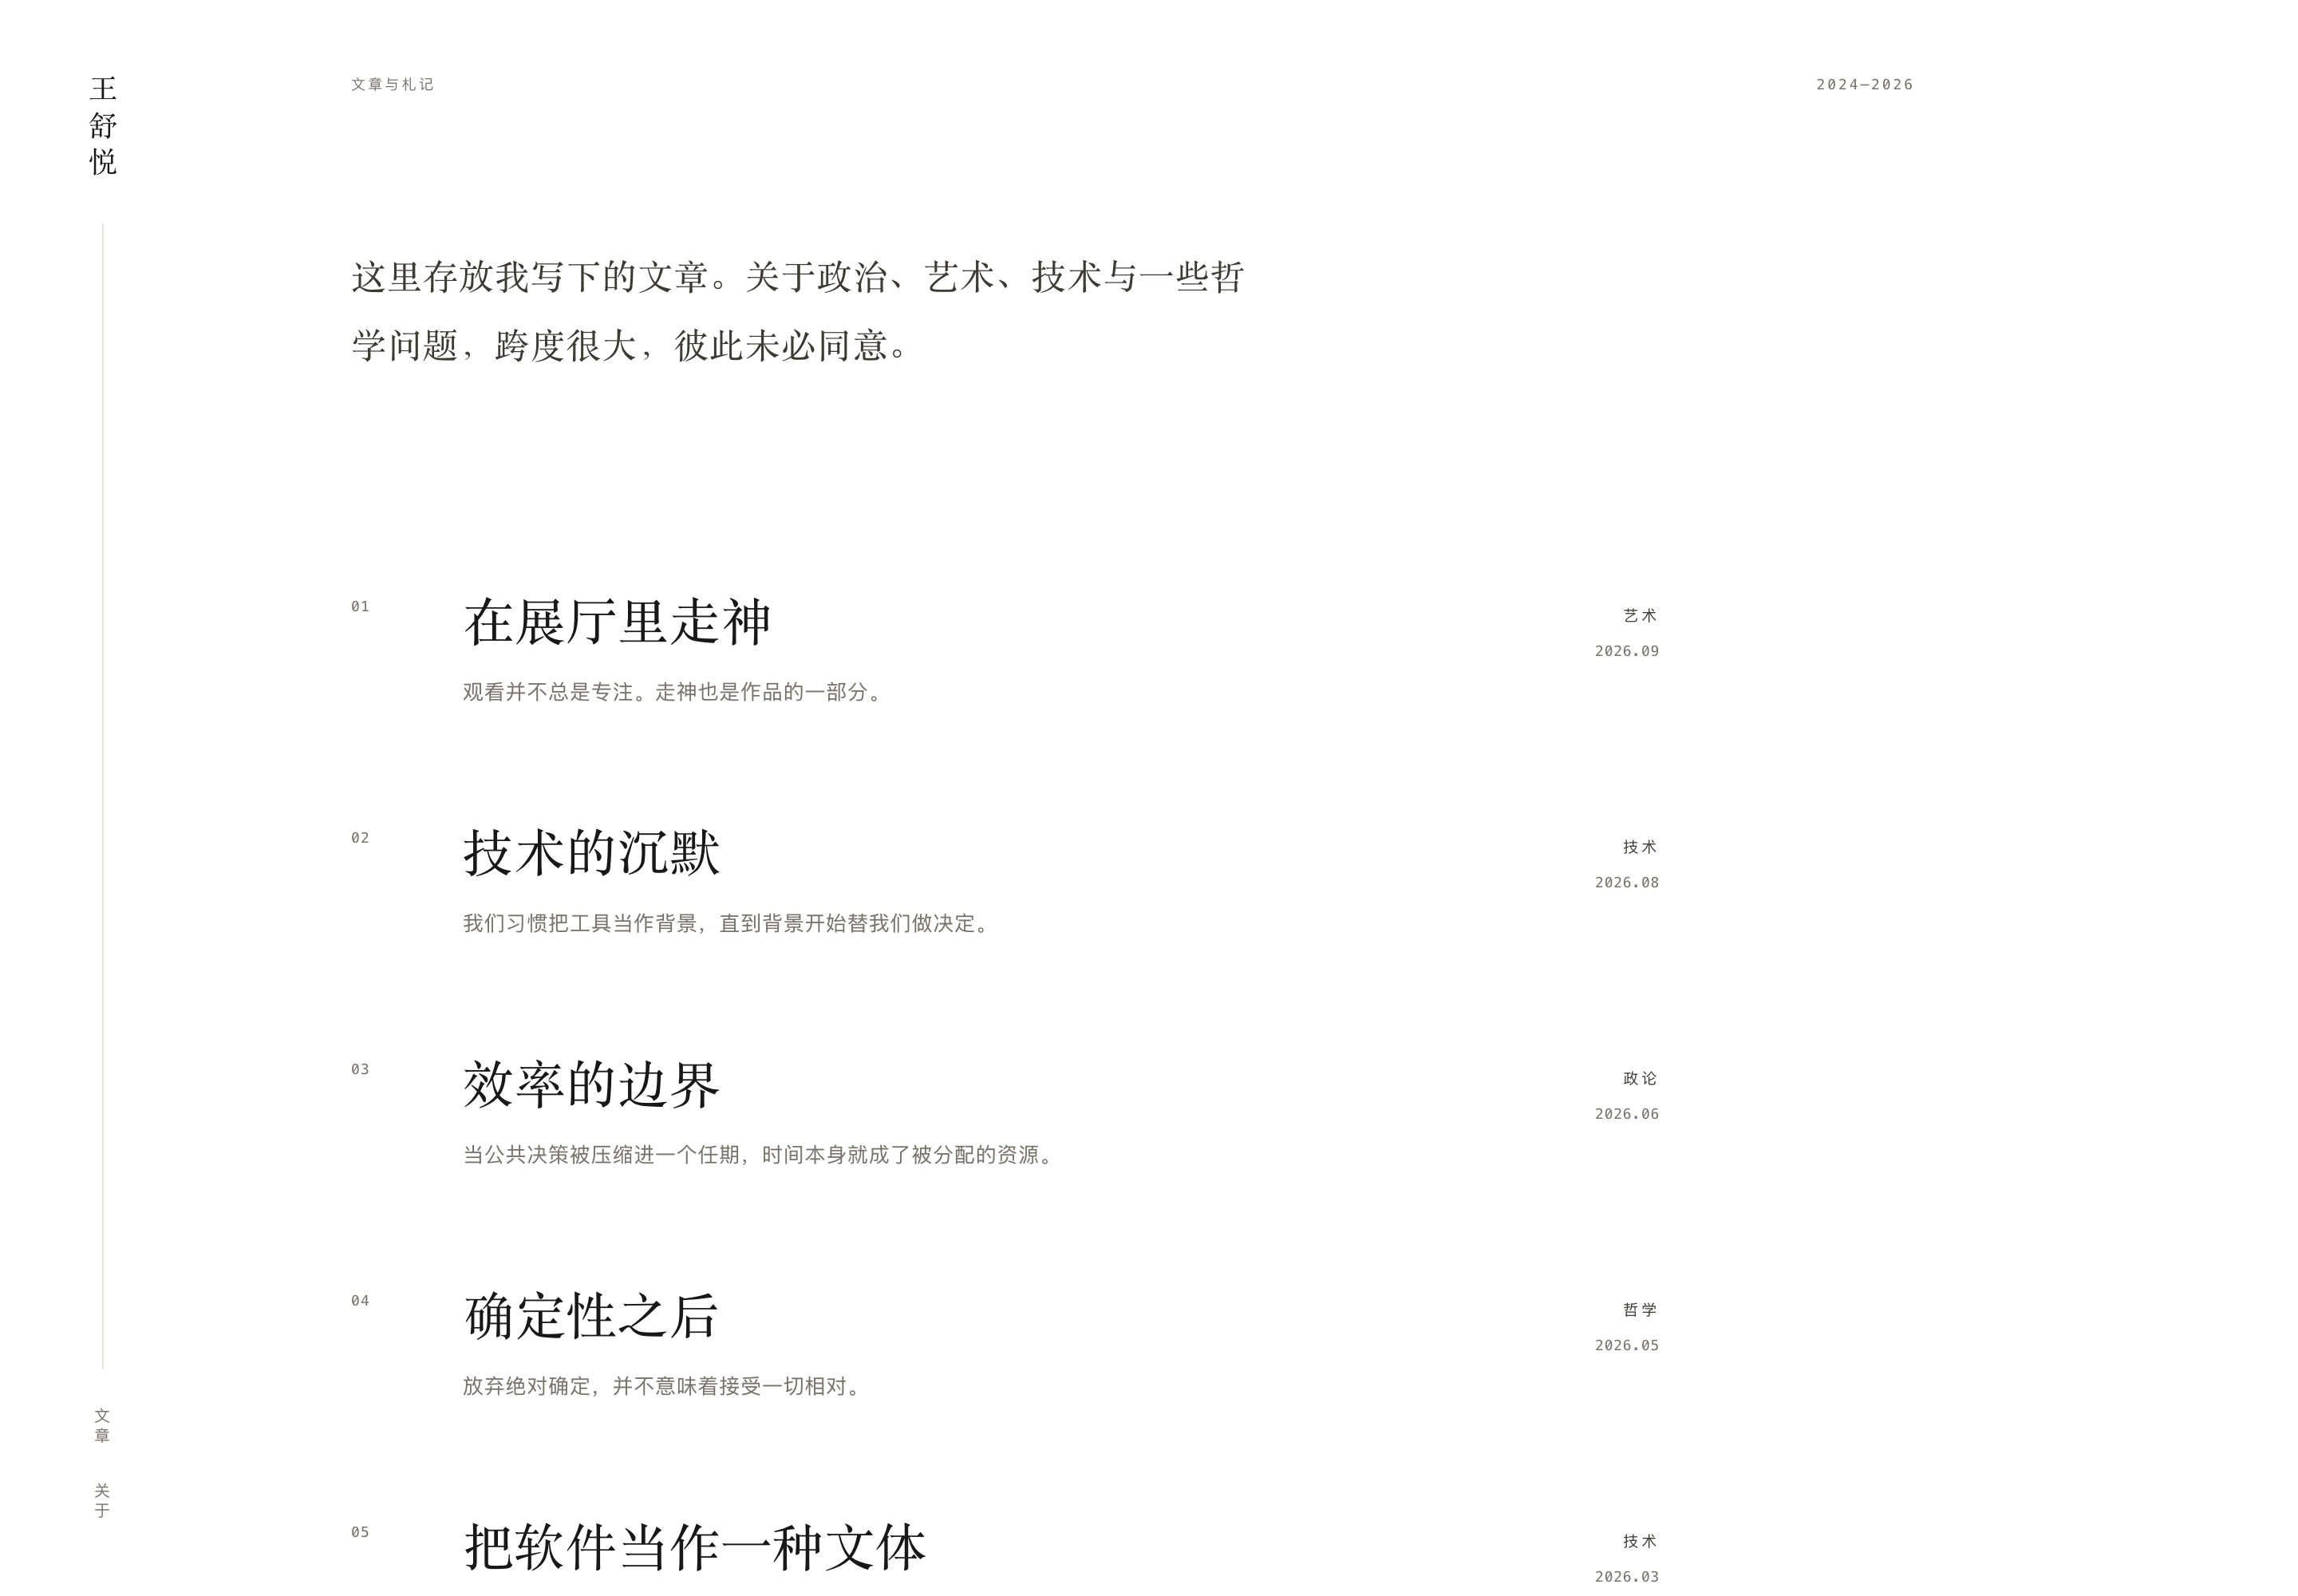 王舒悦
文章与札记
2024—2026
这里存放我写下的文章。关于政治、艺术、技术与一些哲
学问题，跨度很大，彼此未必同意。
01
在展厅里走神
艺术
2026.09
观看并不总是专注。走神也是作品的一部分。
02
技术的沉默
技术
2026.08
我们习惯把工具当作背景，直到背景开始替我们做决定。
03
效率的边界
政论
2026.06
当公共决策被压缩进一个任期，时间本身就成了被分配的资源。
04
确定性之后
哲学
2026.05
放弃绝对确定，并不意味着接受一切相对。
05
把软件当作一种文体
技术
2026.03
文章
关于